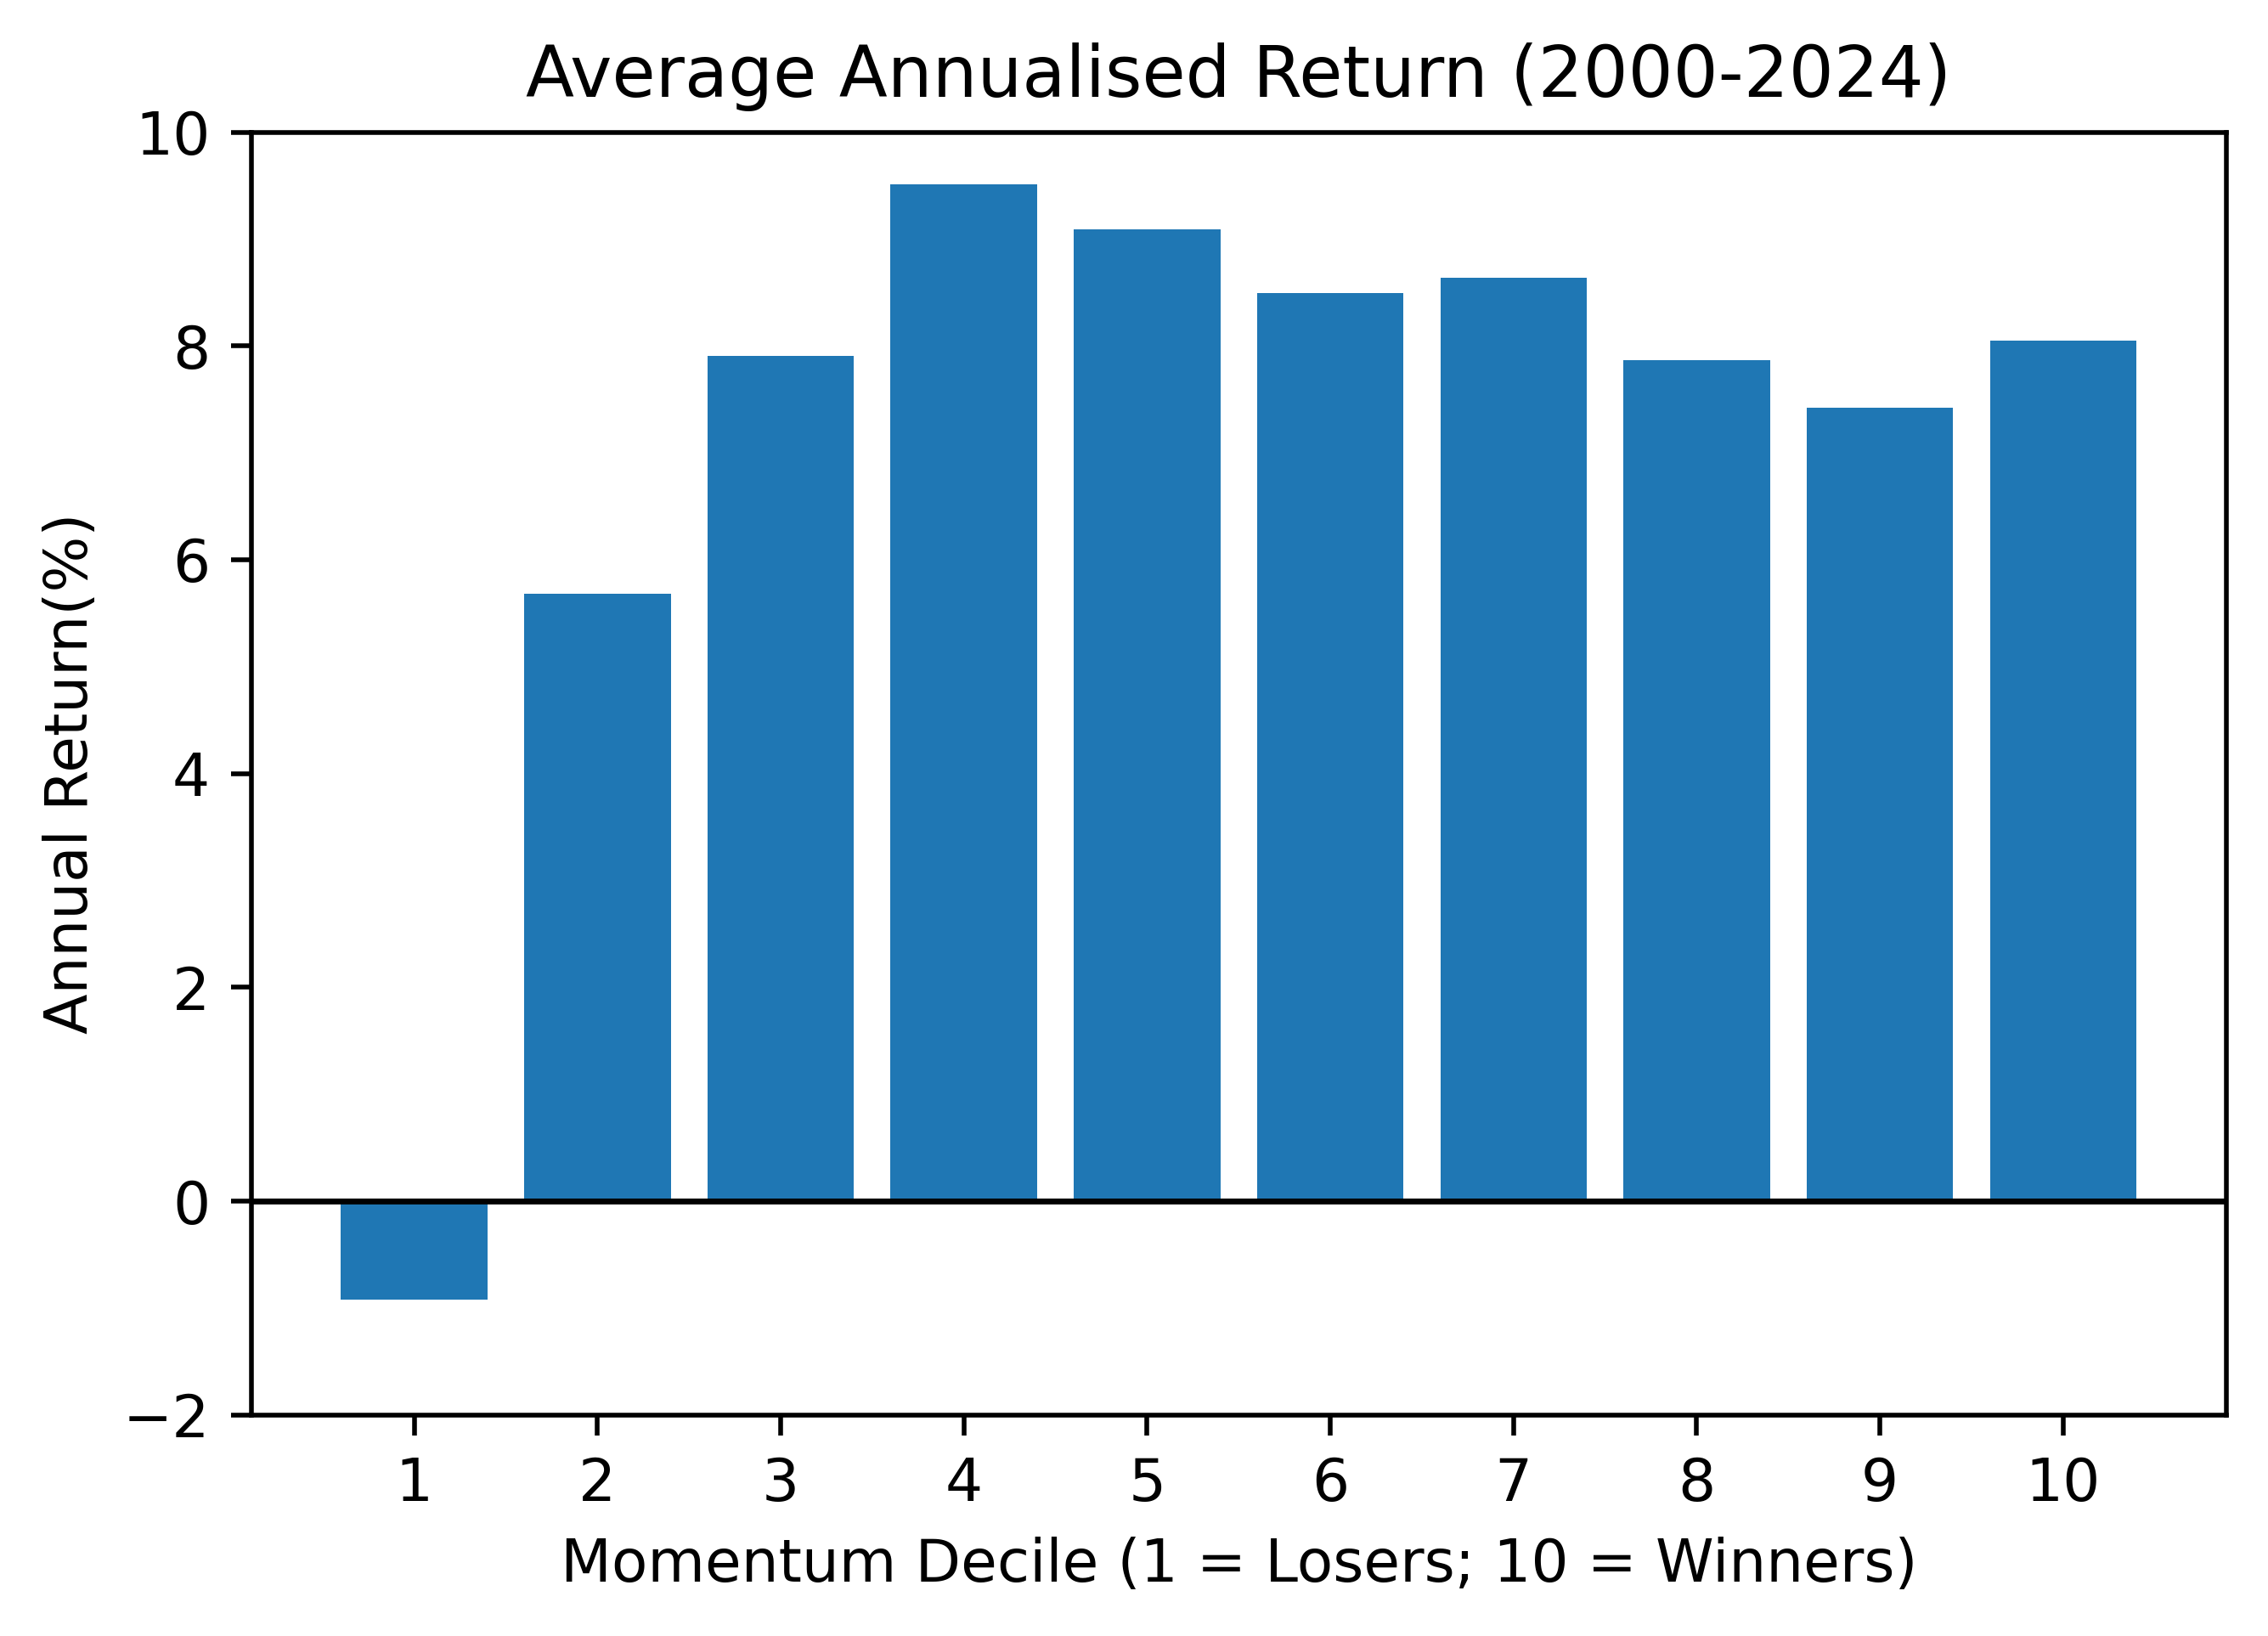 Average Annualised Return (2000-2024)
Annual Return(%)
10
8
6
4
2
0
−2
1 2 3 4 5 6 7 8 9 10
Momentum Decile (1 = Losers; 10 = Winners)